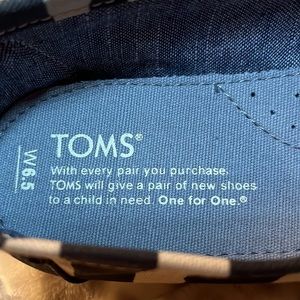 TOMS®
With every pair you purchase,
TOMS will give a pair of new shoes
to a child in need. One for One.®
W6.5